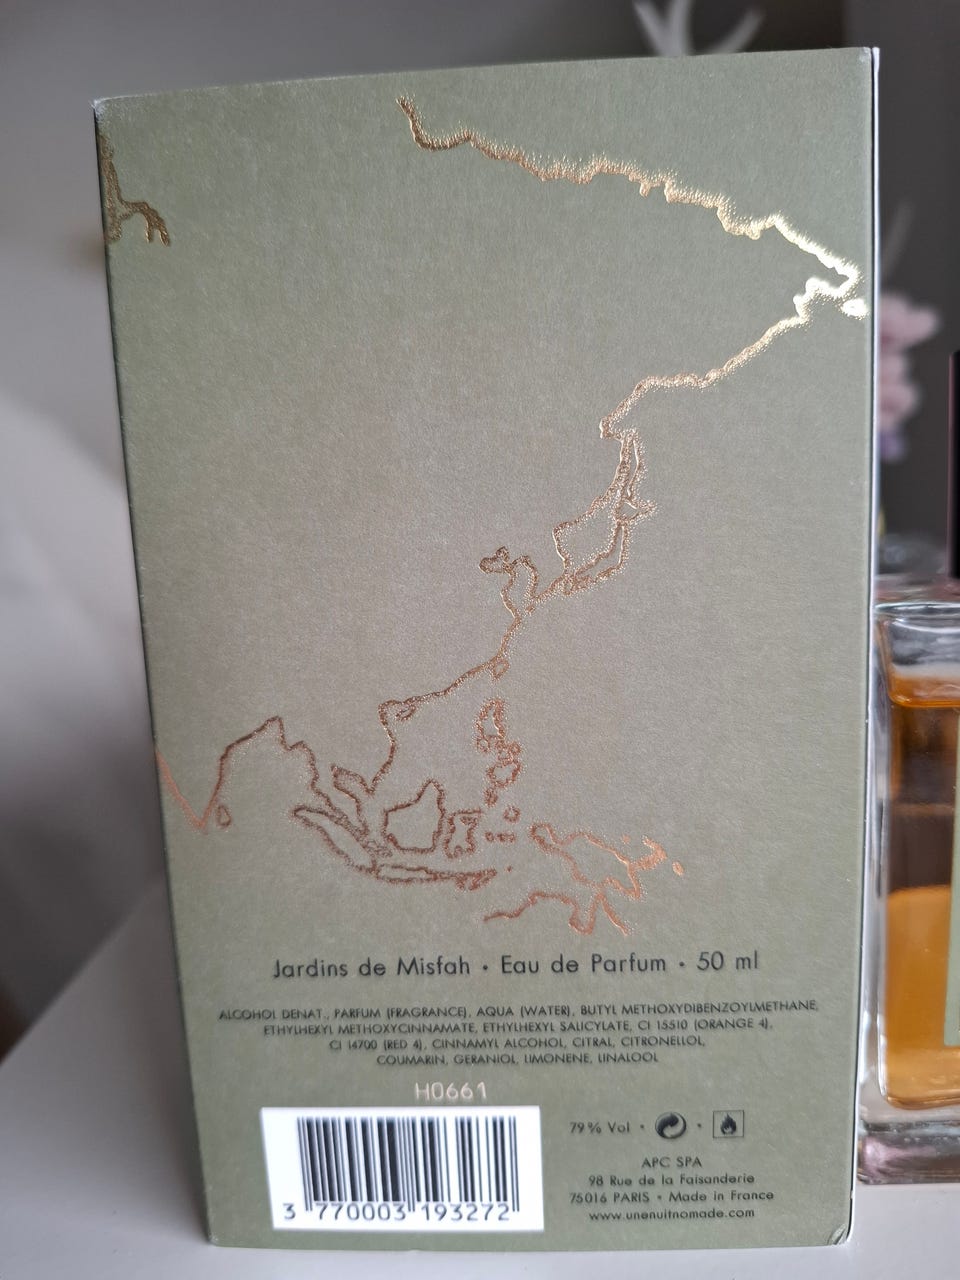 Jardins de Misfah • Eau de Parfum • 50 ml
ALCOHOL DENAT., PARFUM (FRAGRANCE), AQUA (WATER), BUTYL METHOXYDIBENZOYLMETHANE,
ETHYLHEXYL METHOXYCINNAMATE, ETHYLHEXYL SALICYLATE, CI 15510 (ORANGE 4),
CI 14700 (RED 4), CINNAMYL ALCOHOL, CITRAL, CITRONELLOL,
COUMARIN, GERANIOL, LIMONENE, LINALOOL
H0661
3 770003 193272
79% Vol
APC SPA
98 Rue de la Faisanderie
75016 PARIS • Made in France
www.unenuitnomade.com